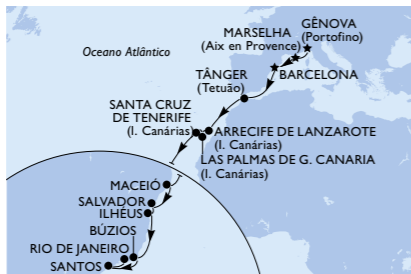 GÊNOVA
(Portofino)
MARSELHA
(Aix en Provence)
Oceano Atlântico
BARCELONA
TÂNGER
(Tetuão)
SANTA CRUZ
DE TENERIFE
(I. Canárias)
ARRECIFE DE LANZAROTE
(I. Canárias)
LAS PALMAS DE G. CANARIA
(I. Canárias)
MACEIÓ
SALVADOR
ILHÉUS
BÚZIOS
RIO DE JANEIRO
SANTOS